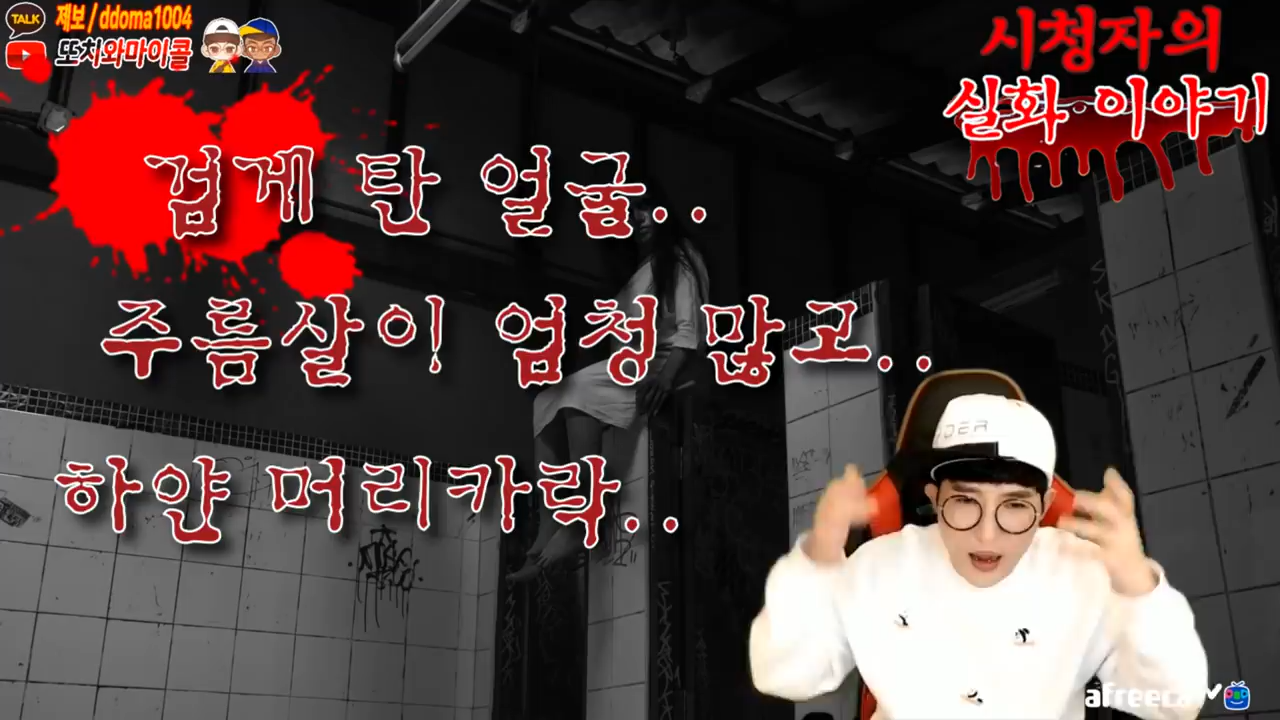 TALK 제보 / ddoma1004
또치와마이콜
시청자의
실화 이야기
검게 탄 얼굴..
주름살이 엄청 많고..
하얀 머리카락..